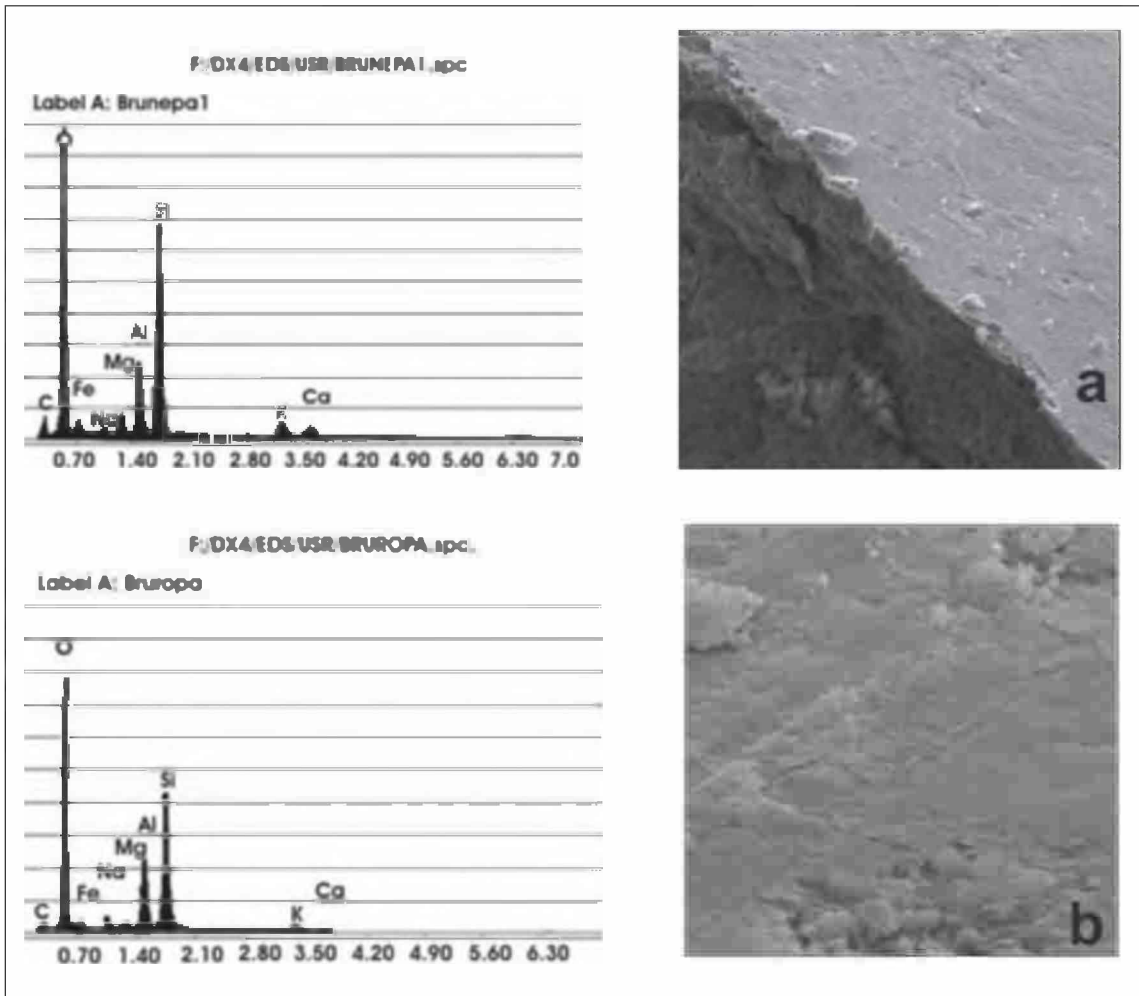 F:/DX4/EDS/USR/BRUNEPA1.spc
Label A: Brunepa1
O
Si
Al
Mg
Fe
C
Na
K
Ca
0.70 1.40 2.10 2.80 3.50 4.20 4.90 5.60 6.30 7.0
a
F:/DX4/EDS/USR/BRUROPA.spc
Label A: Bruropa
O
Si
Al
Mg
Na
Fe
C
K
Ca
0.70 1.40 2.10 2.80 3.50 4.20 4.90 5.60 6.30
b